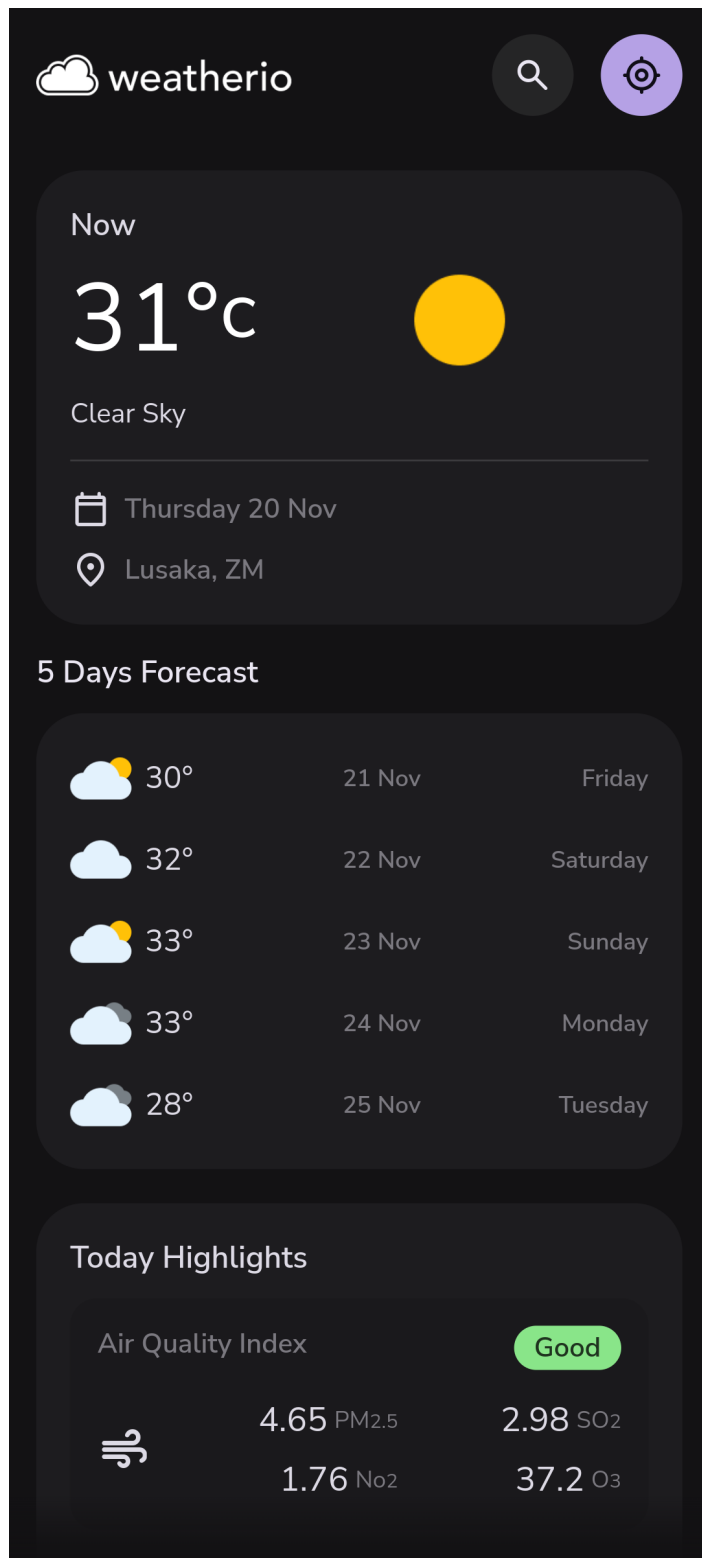 weatherio
Now
31°c
Clear Sky
Thursday 20 Nov
Lusaka, ZM
5 Days Forecast
30° 21 Nov Friday
32° 22 Nov Saturday
33° 23 Nov Sunday
33° 24 Nov Monday
28° 25 Nov Tuesday
Today Highlights
Air Quality Index Good
4.65 PM2.5 2.98 SO2
1.76 No2 37.2 O3